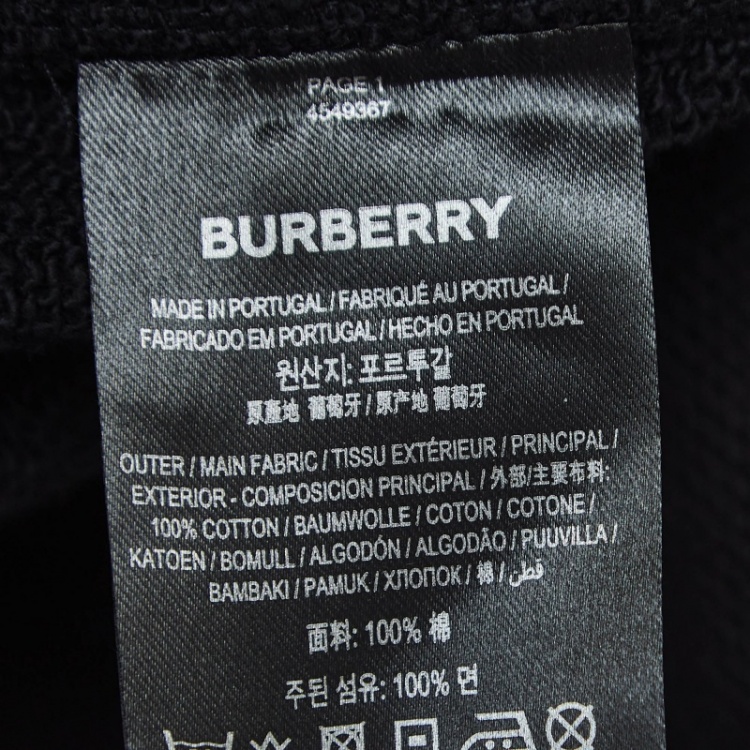 PAGE 1
4549367
BURBERRY
MADE IN PORTUGAL / FABRIQUÉ AU PORTUGAL /
FABRICADO EM PORTUGAL / HECHO EN PORTUGAL
원산지: 포르투갈
原產地 葡萄牙 / 原产地 葡萄牙
OUTER / MAIN FABRIC / TISSU EXTÉRIEUR / PRINCIPAL /
EXTERIOR - COMPOSICION PRINCIPAL / 外部/主要布料:
100% COTTON / BAUMWOLLE / COTON / COTONE /
KATOEN / BOMULL / ALGODÓN / ALGODÃO / PUUVILLA /
BAMBAKI / PAMUK / ХЛОПОК / 棉 / قطن
面料: 100% 棉
주된 섬유: 100% 면